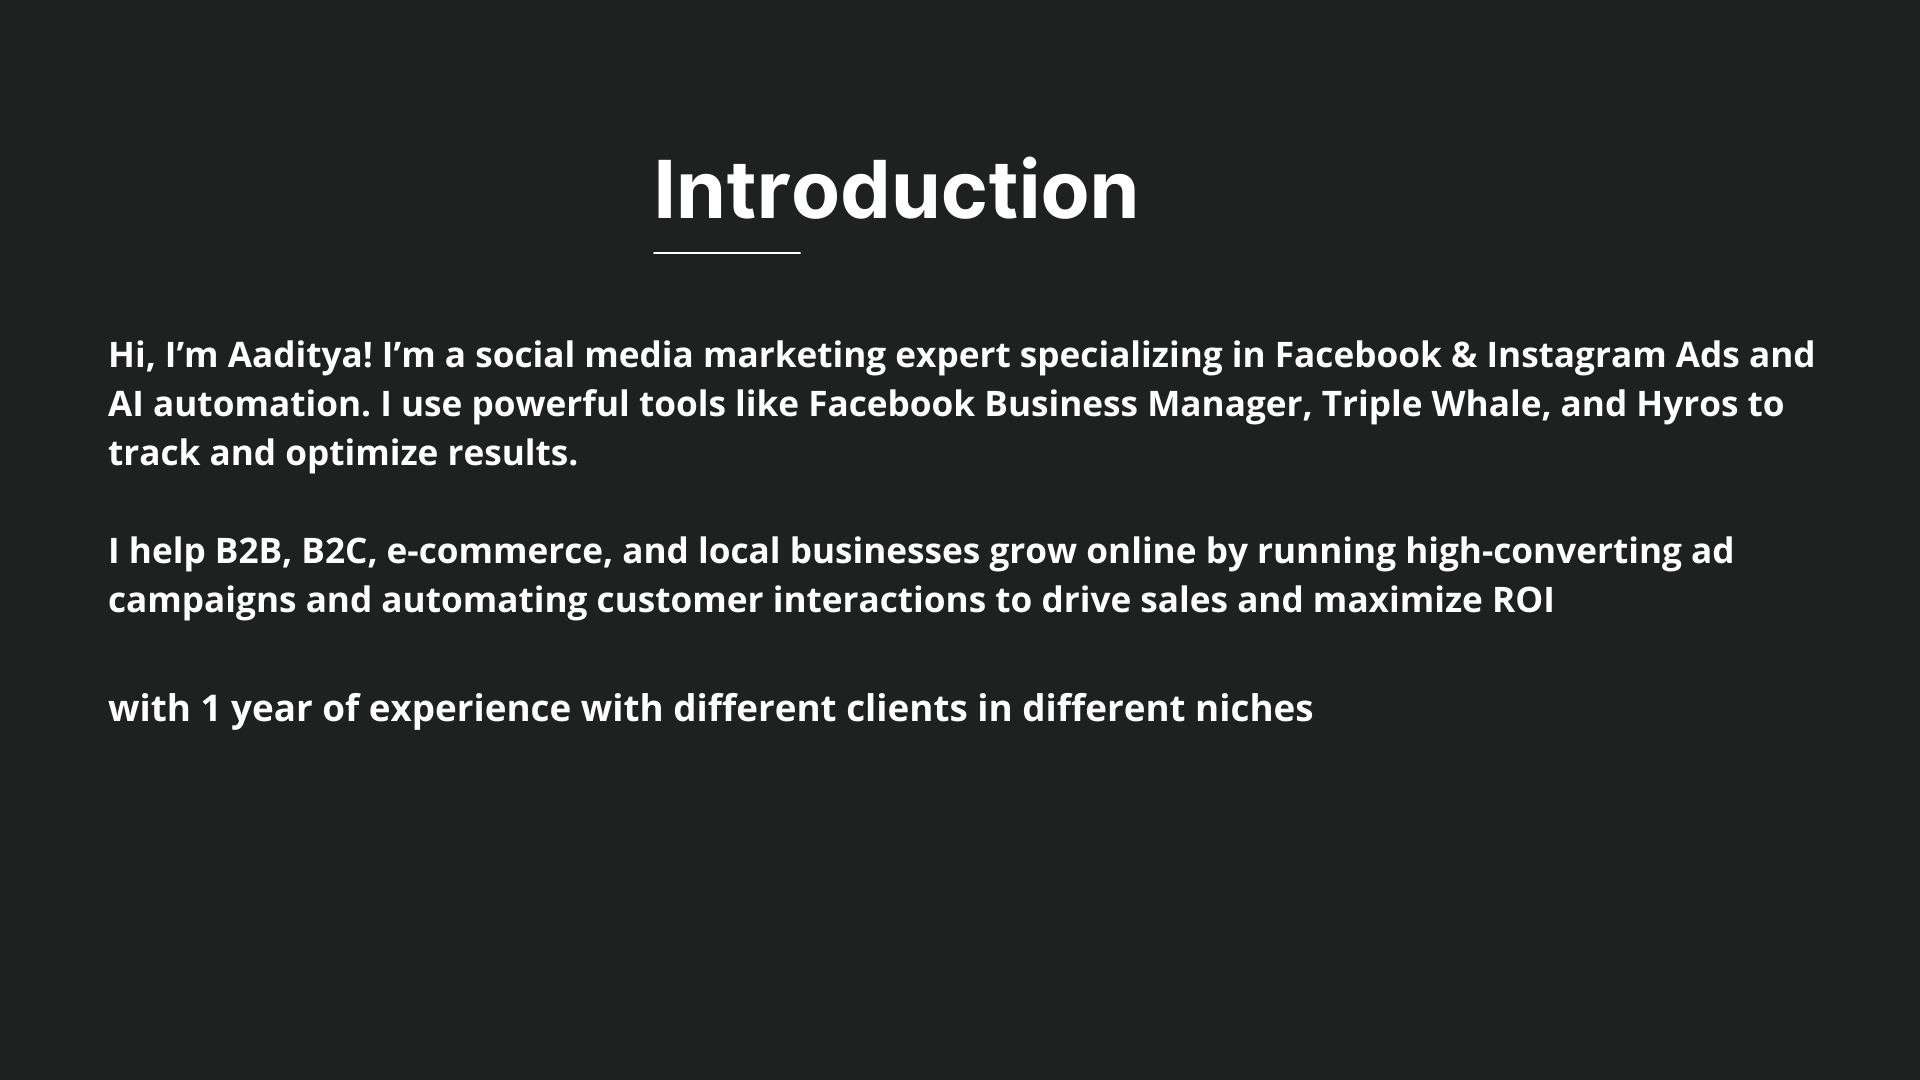 Introduction
Hi, I’m Aaditya! I’m a social media marketing expert specializing in Facebook & Instagram Ads and
AI automation. I use powerful tools like Facebook Business Manager, Triple Whale, and Hyros to
track and optimize results.
I help B2B, B2C, e-commerce, and local businesses grow online by running high-converting ad
campaigns and automating customer interactions to drive sales and maximize ROI
with 1 year of experience with different clients in different niches